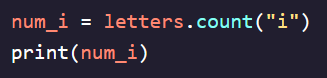 num_i = letters.count("i")
print(num_i)